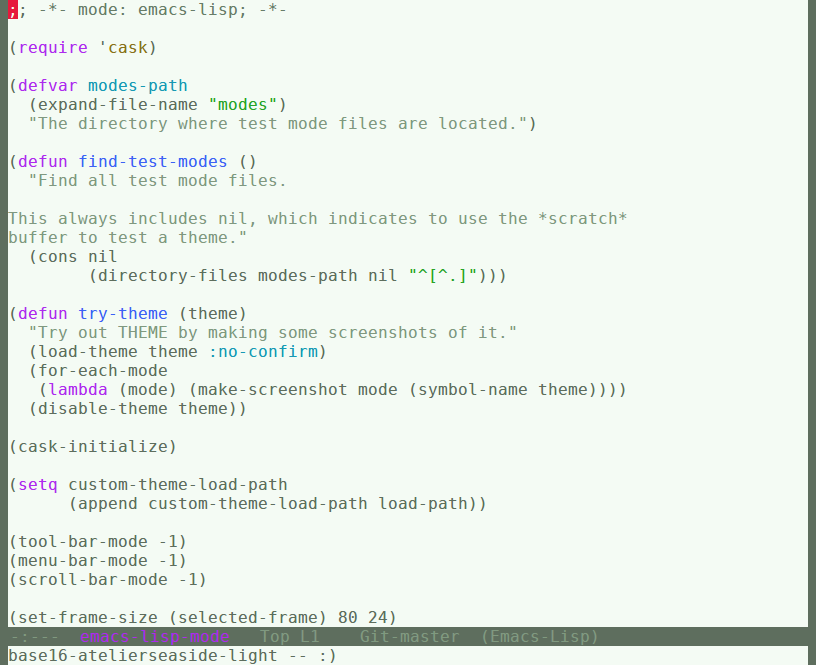 ;; -*- mode: emacs-lisp; -*-

(require 'cask)

(defvar modes-path
  (expand-file-name "modes")
  "The directory where test mode files are located.")

(defun find-test-modes ()
  "Find all test mode files.

This always includes nil, which indicates to use the *scratch*
buffer to test a theme."
  (cons nil
        (directory-files modes-path nil "^[^.]")))

(defun try-theme (theme)
  "Try out THEME by making some screenshots of it."
  (load-theme theme :no-confirm)
  (for-each-mode
   (lambda (mode) (make-screenshot mode (symbol-name theme))))
  (disable-theme theme))

(cask-initialize)

(setq custom-theme-load-path
      (append custom-theme-load-path load-path))

(tool-bar-mode -1)
(menu-bar-mode -1)
(scroll-bar-mode -1)

(set-frame-size (selected-frame) 80 24)
-:---  emacs-lisp-mode   Top L1    Git-master  (Emacs-Lisp)
base16-atelierseaside-light -- :)